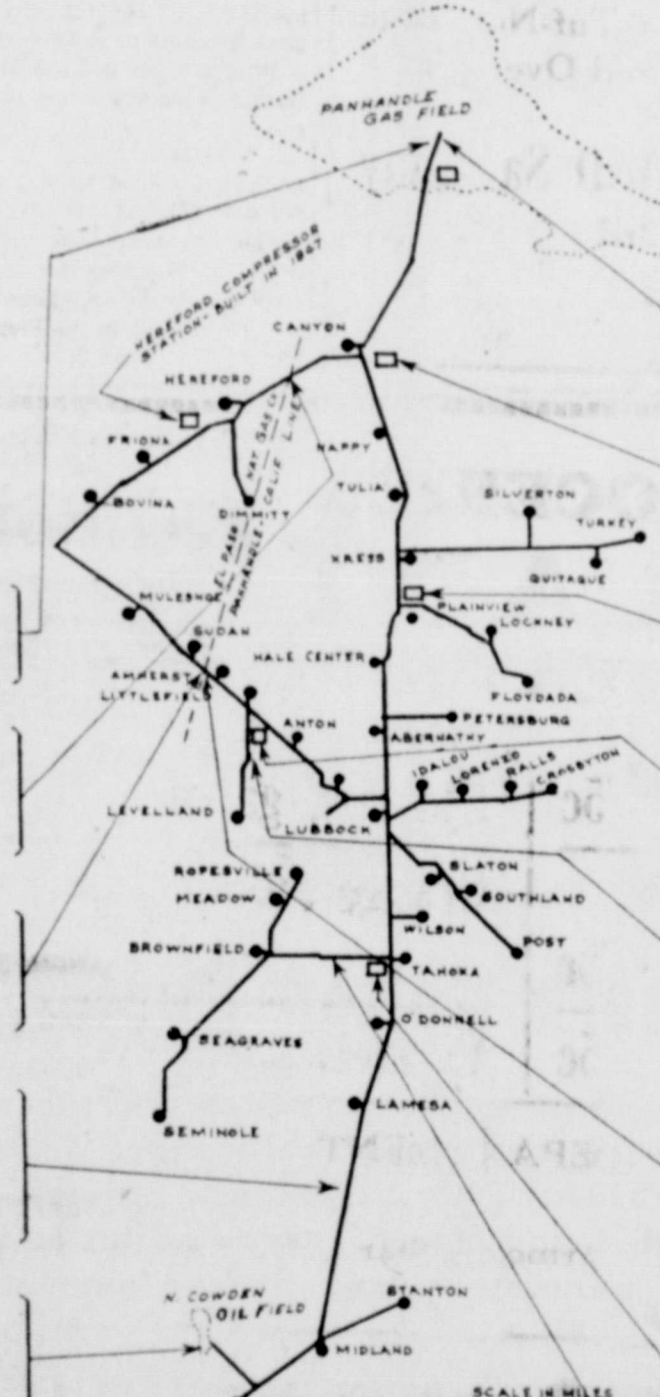 PANHANDLE
GAS FIELD
HEREFORD COMPRESSOR
STATION - BUILT IN 1947
CANYON
HEREFORD
FRIONA
HAPPY
EL PASO NAT GAS CO
PANHANDLE-CALIF LINE
TULIA
SILVERTON
BOVINA
DIMMITT
TURKEY
KRESS
QUITAQUE
MULESHOE
PLAINVIEW
SUDAN
LOCKNEY
HALE CENTER
AMHERST
FLOYDADA
LITTLEFIELD
PETERSBURG
ANTON
ABERNATHY
IDALOU
LORENZO
RALLS
CROSBYTON
LEVELLAND
LUBBOCK
ROPESVILLE
SLATON
MEADOW
SOUTHLAND
WILSON
POST
BROWNFIELD
TAHOKA
O'DONNELL
SEAGRAVES
LAMESA
SEMINOLE
N. COWDEN
OIL FIELD
STANTON
MIDLAND
SCALE IN MILES